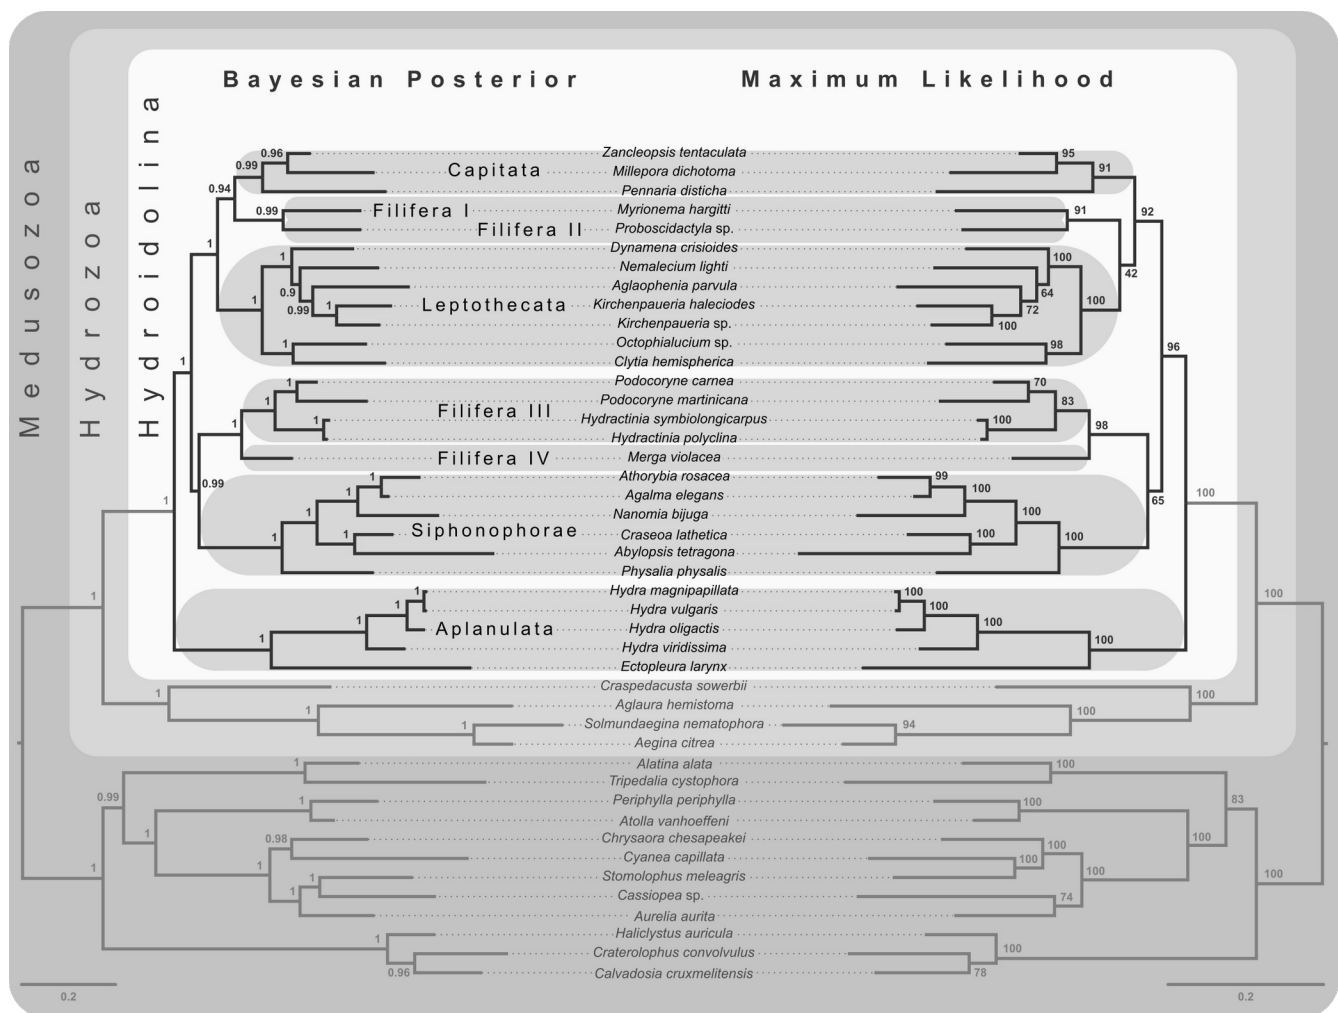 Bayesian Posterior
Maximum Likelihood
Medusozoa
Hydrozoa
Hydroidolina
0.96 Zancleopsis tentaculata 95
0.99 Capitata Millepora dichotoma 91
Pennaria disticha
0.94
0.99 Filifera I Myrionema hargitti 91 92
Filifera II Proboscidactyla sp.
1 Dynamena crisioides
1 Nemalecium lighti 100 42
0.9 Aglaophenia parvula 64
1 0.99 1 Leptothecata Kirchenpaueria haleciodes 72 100
Kirchenpaueria sp. 100
1 Octophialucium sp. 98 96
1 Clytia hemispherica
1 Podocoryne carnea 70
1 Podocoryne martinicana 83
1 1 Filifera III Hydractinia symbiolongicarpus 100 98
Hydractinia polyclina
Filifera IV Merga violacea
0.99 1 Athorybia rosacea 99
1 Agalma elegans 100 65
1 1 Nanomia bijuga 100 100
1 1 Siphonophorae Craseoa lathetica 100 100
Abylopsis tetragona
Physalia physalis
1 1 Hydra magnipapillata 100 100
1 Hydra vulgaris 100
1 Aplanulata Hydra oligactis 100
1 Hydra viridissima 100
Ectopleura larynx
1 Craspedacusta sowerbii 100
1 Aglaura hemistoma 100
1 Solmundaegina nematophora 94
Aegina citrea
1 Alatina alata 100
Tripedalia cystophora
0.99 1 Periphylla periphylla 100 83
1 Atolla vanhoeffeni 100
0.98 Chrysaora chesapeakei 100
1 Cyanea capillata 100
1 1 Stomolophus meleagris 100 100
1 Cassiopea sp. 74
Aurelia aurita
1 Haliclystus auricula 100
Craterolophus convolvulus
0.96 Calvadosia cruxmelitensis 78
0.2
0.2